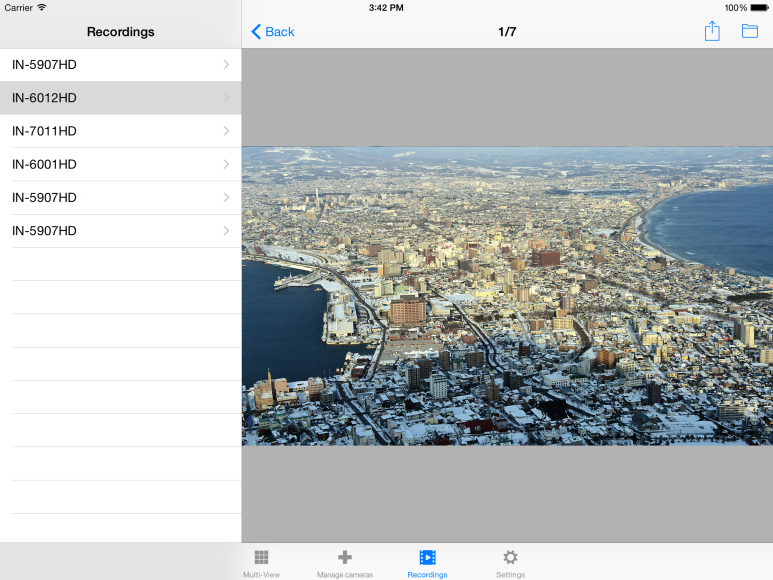 Carrier 3:42 PM 100%
Recordings
Back 1/7
IN-5907HD
IN-6012HD
IN-7011HD
IN-6001HD
IN-5907HD
IN-5907HD
Multi-View Manage cameras Recordings Settings